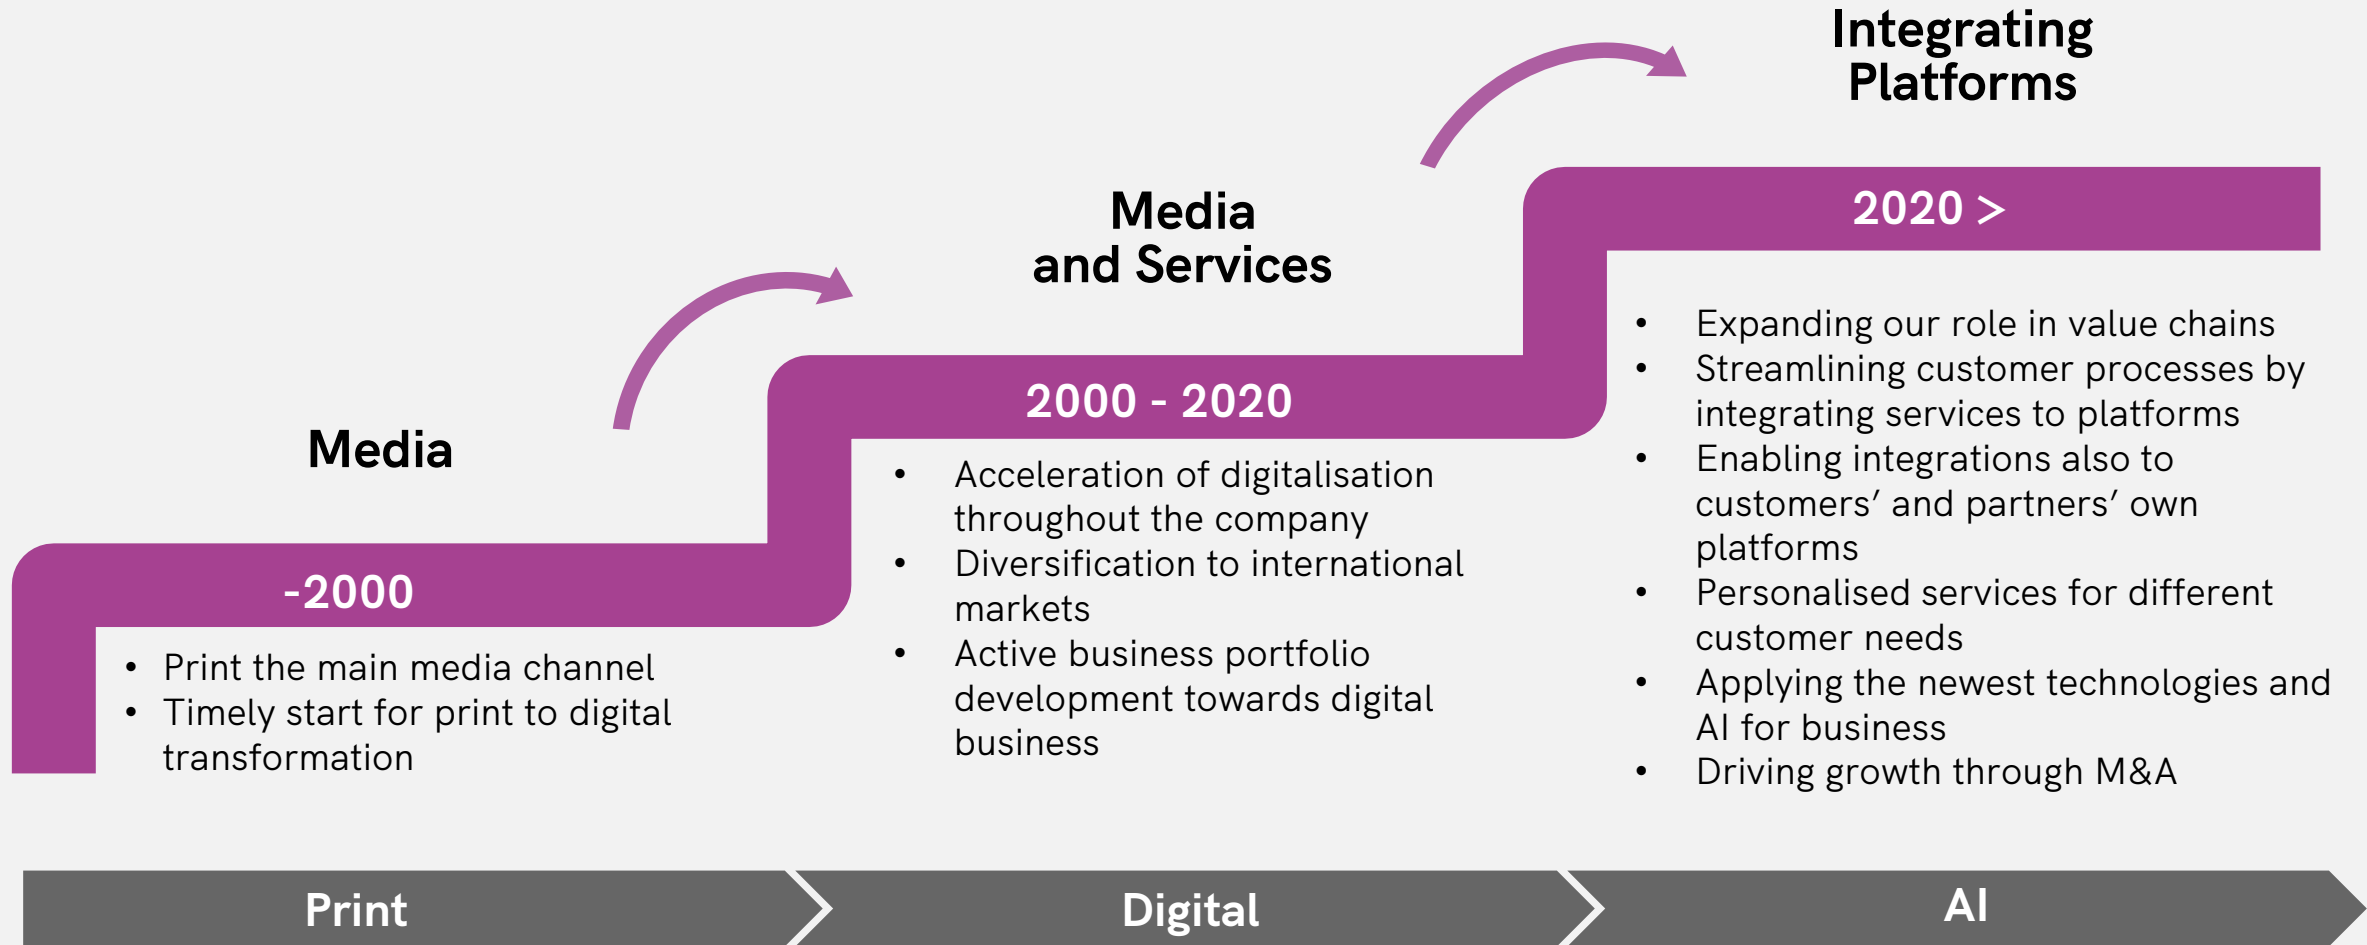 Media
-2000
• Print the main media channel
• Timely start for print to digital
transformation
Media
and Services
2000 - 2020
• Acceleration of digitalisation
throughout the company
• Diversification to international
markets
• Active business portfolio
development towards digital
business
Integrating
Platforms
2020 >
• Expanding our role in value chains
• Streamlining customer processes by
integrating services to platforms
• Enabling integrations also to
customers’ and partners’ own
platforms
• Personalised services for different
customer needs
• Applying the newest technologies and
AI for business
• Driving growth through M&A
Print
Digital
AI